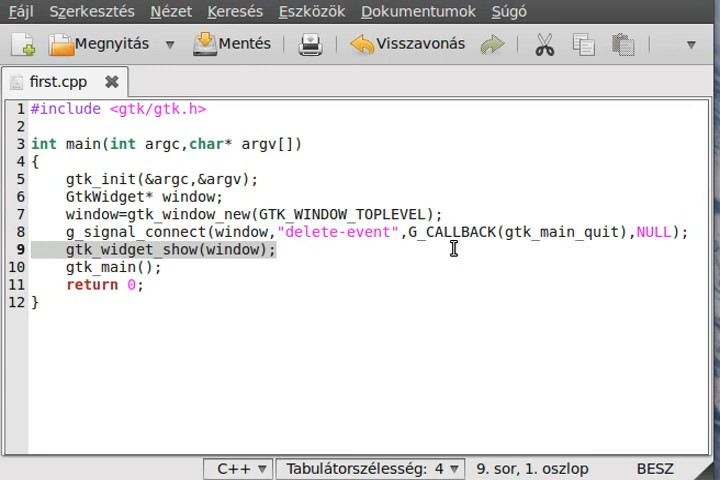 Fájl Szerkesztés Nézet Keresés Eszközök Dokumentumok Súgó
Megnyitás Mentés Visszavonás
first.cpp
1 #include <gtk/gtk.h>
2
3 int main(int argc,char* argv[])
4 {
5 gtk_init(&argc,&argv);
6 GtkWidget* window;
7 window=gtk_window_new(GTK_WINDOW_TOPLEVEL);
8 g_signal_connect(window,"delete-event",G_CALLBACK(gtk_main_quit),NULL);
9 gtk_widget_show(window);
10 gtk_main();
11 return 0;
12 }
C++ Tabulátorszélesség: 4 9. sor, 1. oszlop BESZ